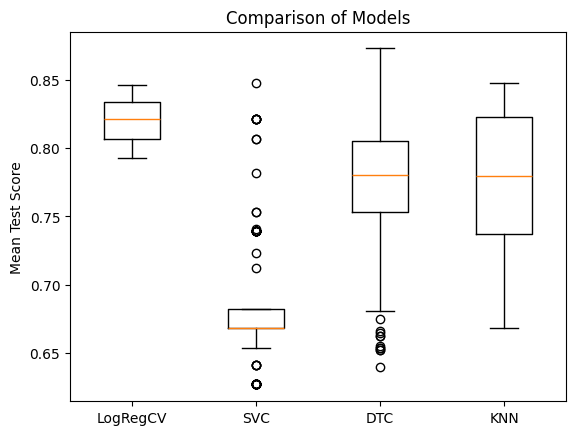 Comparison of Models
Mean Test Score
0.85
0.80
0.75
0.70
0.65
LogRegCV SVC DTC KNN